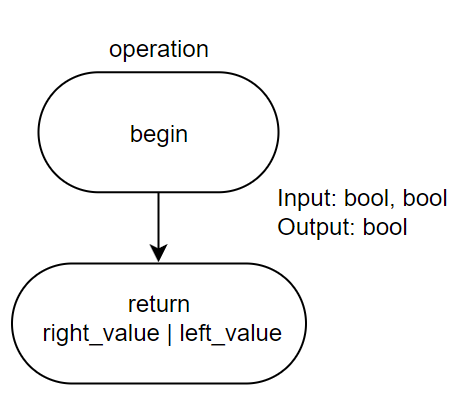 operation
begin
Input: bool, bool
Output: bool
return
right_value | left_value